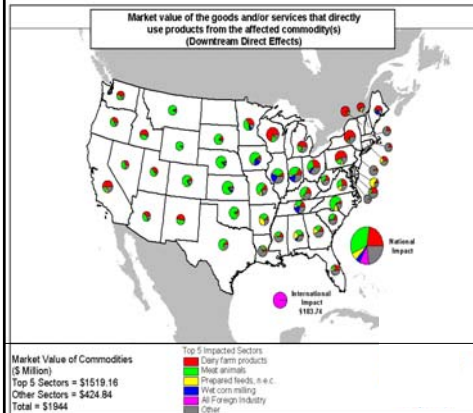 Market value of the goods and/or services that directly
use products from the affected commodity(s)
(Downstream Direct Effects)
National
Impact
International
Impact
$183.74
Market Value of Commodities
($ Million)
Top 5 Sectors = $1519.16
Other Sectors = $424.84
Total = $1944
Top 5 Impacted Sectors
Dairy farm products
Meat animals
Prepared feeds, n.e.c.
Wet corn milling
All Foreign Industry
Other